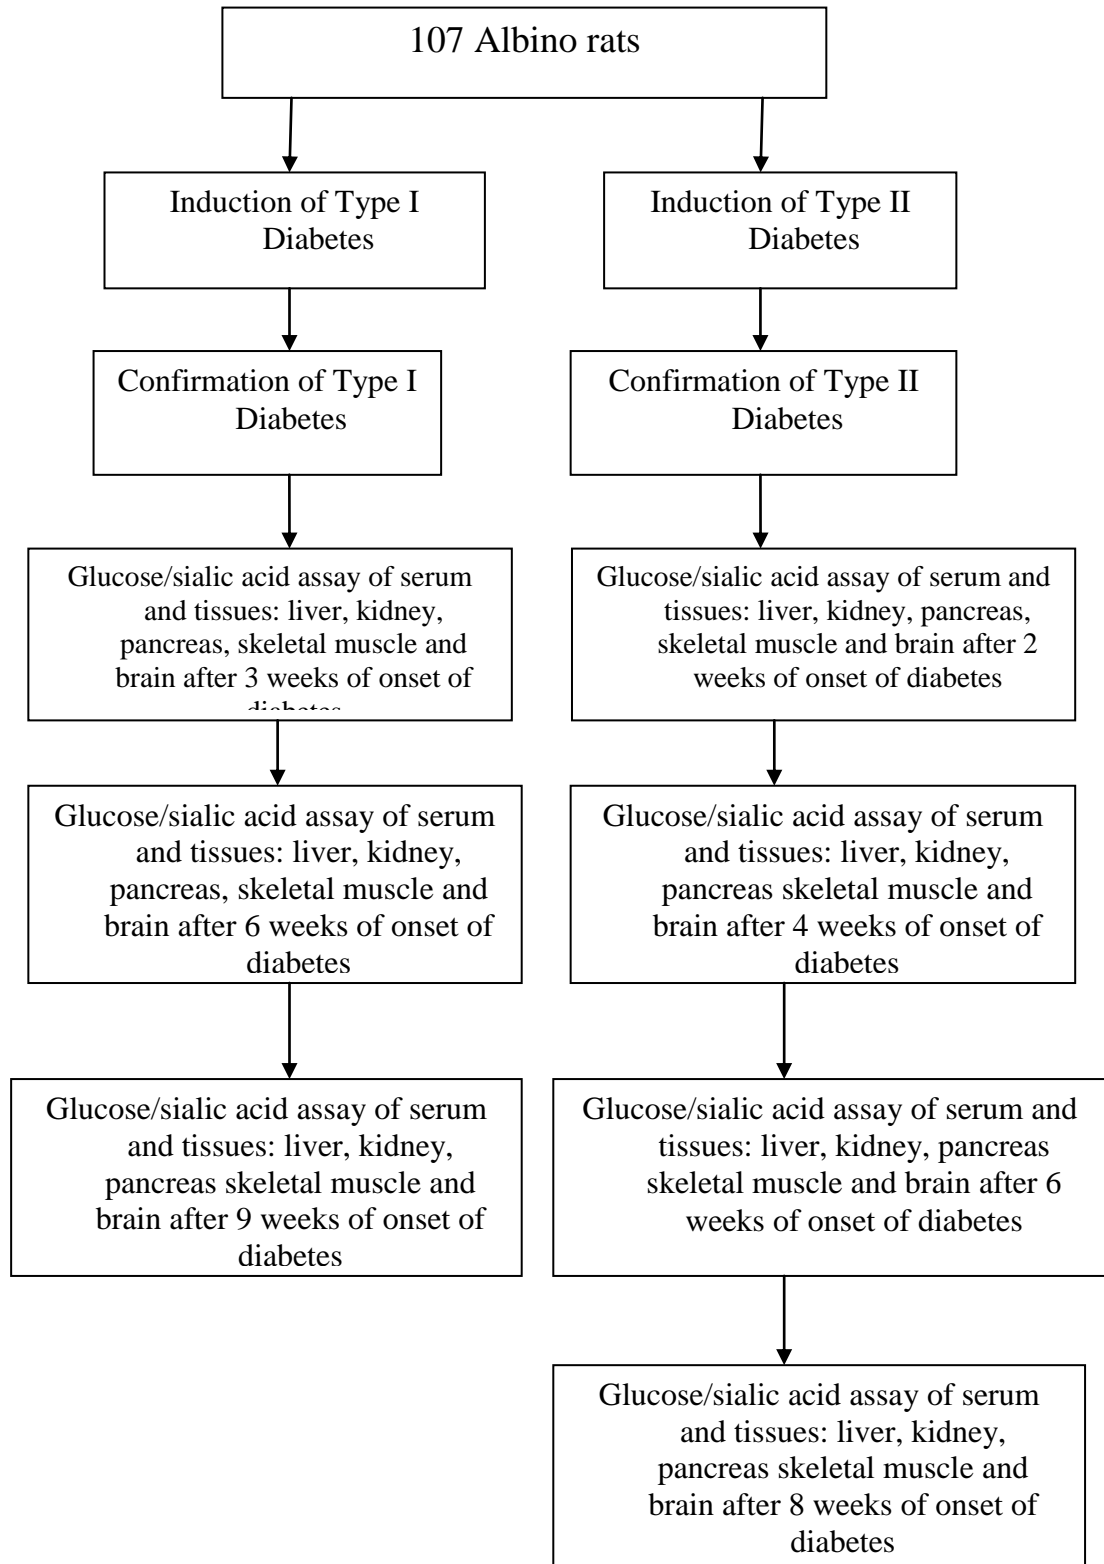 107 Albino rats
Induction of Type I
Diabetes
Induction of Type II
Diabetes
Confirmation of Type I
Diabetes
Confirmation of Type II
Diabetes
Glucose/sialic acid assay of serum
and tissues: liver, kidney,
pancreas, skeletal muscle and
brain after 3 weeks of onset of
diabetes
Glucose/sialic acid assay of serum and
tissues: liver, kidney, pancreas,
skeletal muscle and brain after 2
weeks of onset of diabetes
Glucose/sialic acid assay of serum
and tissues: liver, kidney,
pancreas, skeletal muscle and
brain after 6 weeks of onset of
diabetes
Glucose/sialic acid assay of serum
and tissues: liver, kidney,
pancreas skeletal muscle and
brain after 4 weeks of onset of
diabetes
Glucose/sialic acid assay of serum
and tissues: liver, kidney,
pancreas skeletal muscle and
brain after 9 weeks of onset of
diabetes
Glucose/sialic acid assay of serum and
tissues: liver, kidney, pancreas
skeletal muscle and brain after 6
weeks of onset of diabetes
Glucose/sialic acid assay of serum
and tissues: liver, kidney,
pancreas skeletal muscle and
brain after 8 weeks of onset of
diabetes